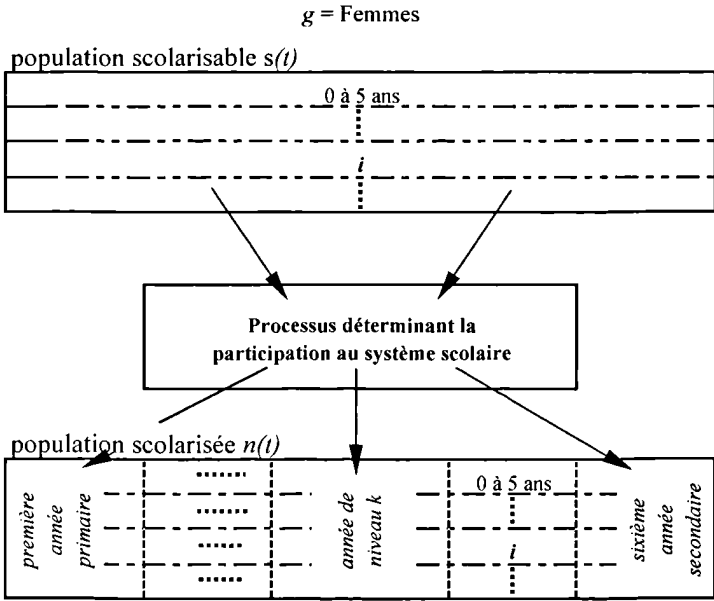 g = Femmes
population scolarisable s(t)
0 à 5 ans
i
Processus déterminant la
participation au système scolaire
population scolarisée n(t)
première
année
primaire
année de
niveau k
0 à 5 ans
i
sixième
année
secondaire